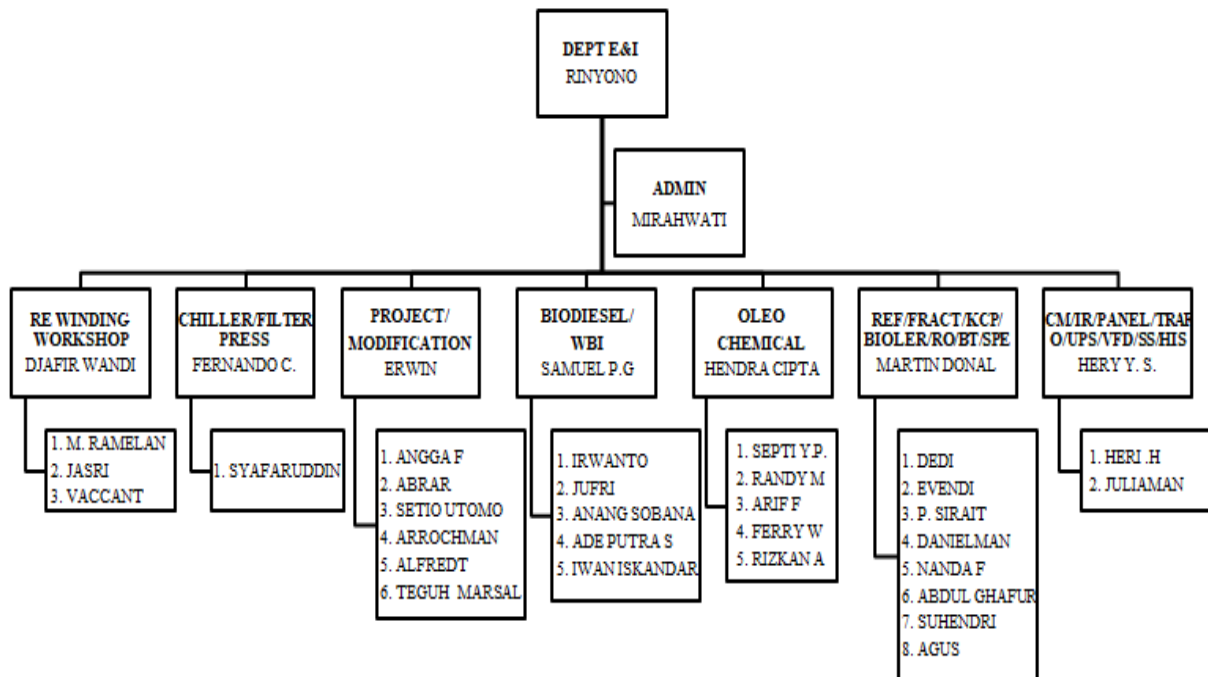 DEPT E&I
RINYONO
ADMIN
MIRAHWATI
RE WINDING
WORKSHOP
DJAFIR WANDI
CHILLER/FILTER
PRESS
FERNANDO C.
PROJECT/
MODIFICATION
ERWIN
BIODIESEL/
WBI
SAMUEL P.G
OLEO
CHEMICAL
HENDRA CIPTA
REF/FRACT/KCP/
BIOLER/RO/BT/SPE
MARTIN DONAL
CM/IR/PANEL/TRAF
O/UPS/VFD/SS/HIS
HERY Y. S.
1. M. RAMELAN
2. JASRI
3. VACCANT
1. SYAFARUDDIN
1. ANGGA F
2. ABRAR
3. SETIO UTOMO
4. ARROCHMAN
5. ALFREDT
6. TEGUH MARSAL
1. IRWANTO
2. JUFRI
3. ANANG SOBANA
4. ADE PUTRA S
5. IWAN ISKANDAR
1. SEPTI Y.P.
2. RANDY M
3. ARIF F
4. FERRY W
5. RIZKAN A
1. DEDI
2. EVENDI
3. P. SIRAIT
4. DANIELMAN
5. NANDA F
6. ABDUL GHAFUR
7. SUHENDRI
8. AGUS
1. HERI .H
2. JULIAMAN